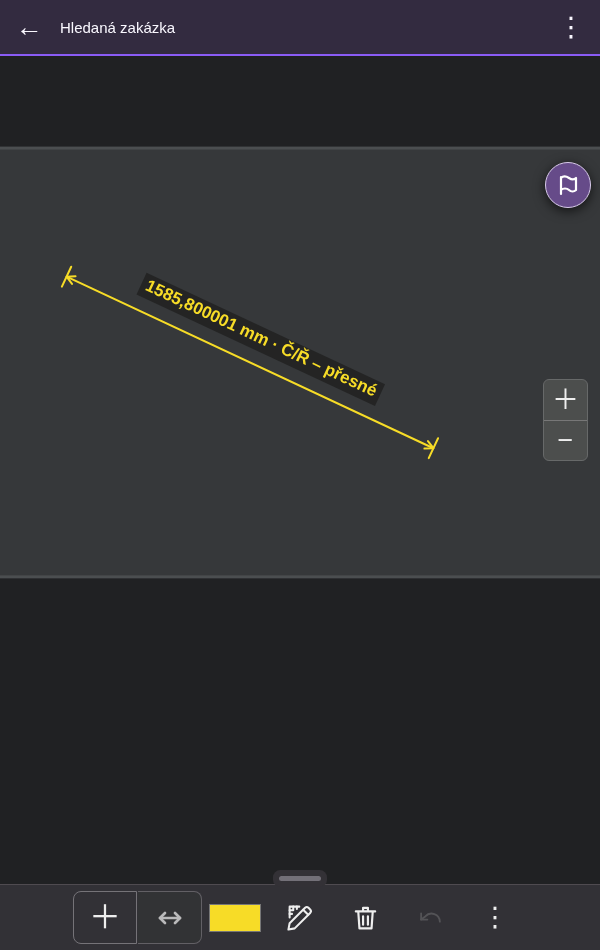 Hledaná zakázka
1585,800001 mm · Č/Ř – přesné